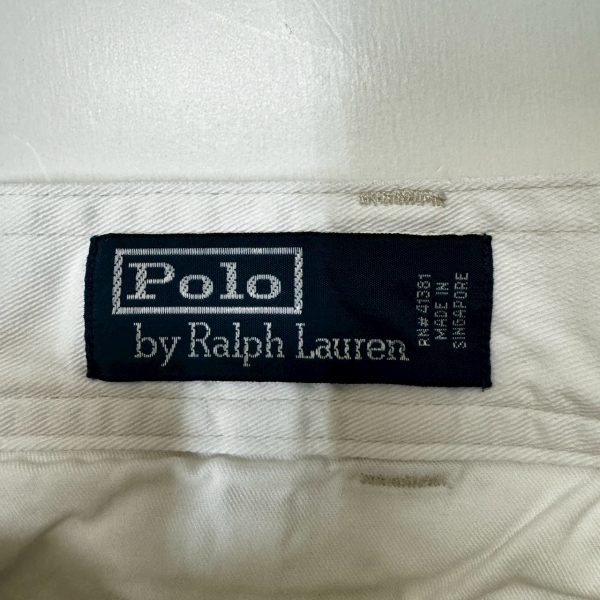 Polo
by Ralph Lauren
RN# 41381
MADE IN
SINGAPORE